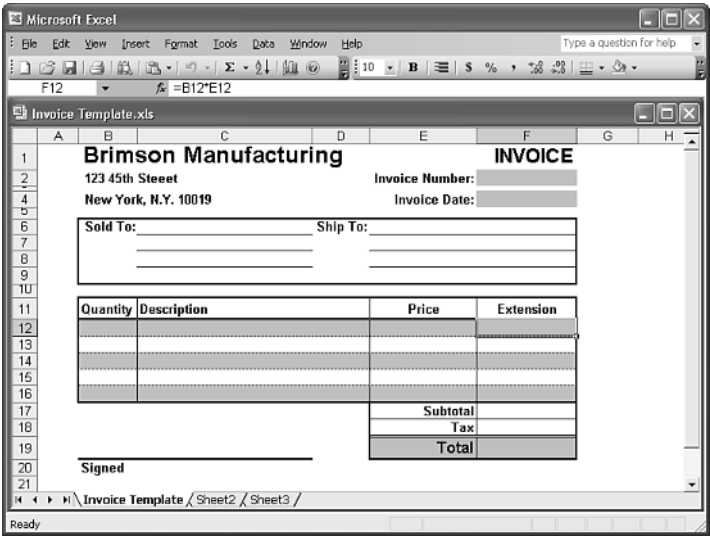 Microsoft Excel
File Edit View Insert Format Tools Data Window Help Type a question for help
10 B $ % ,
F12 fx =B12*E12
Invoice Template.xls
A B C D E F G H
1 Brimson Manufacturing INVOICE
2 123 45th Steeet Invoice Number:
4 New York, N.Y. 10019 Invoice Date:
5
6 Sold To: Ship To:
7
8
9
10
11 Quantity Description Price Extension
12
13
14
15
16
17 Subtotal
18 Tax
19 Total
20 Signed
21
Invoice Template Sheet2 Sheet3
Ready